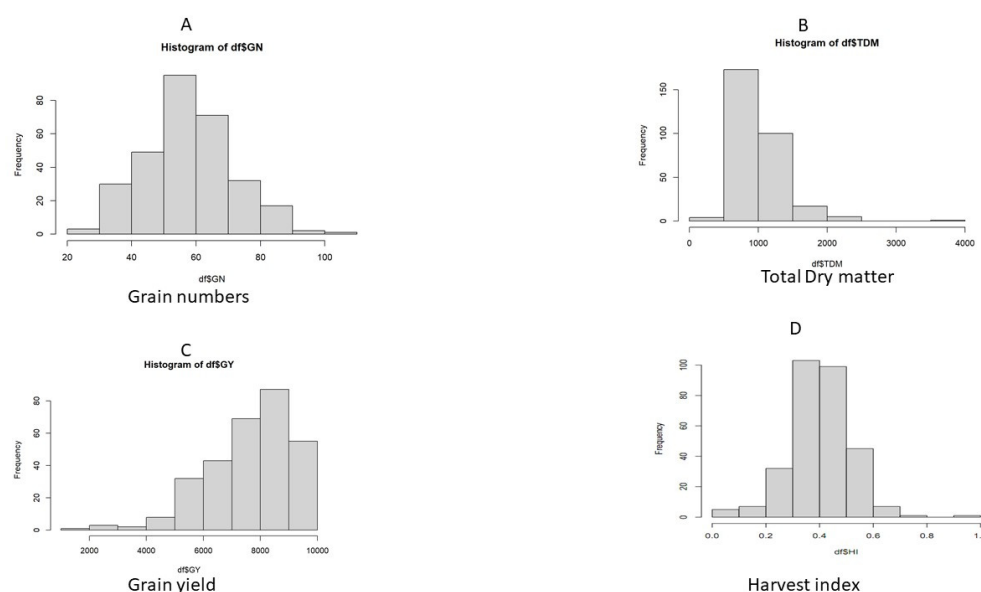 A
Histogram of df$GN
Frequency
0 20 40 60 80
20 40 60 80 100
df$GN
Grain numbers
B
Histogram of df$TDM
Frequency
0 50 100 150
0 1000 2000 3000 4000
df$TDM
Total Dry matter
C
Histogram of df$GY
Frequency
0 20 40 60 80
2000 4000 6000 8000 10000
df$GY
Grain yield
D
Frequency
0 20 40 60 80 100
0.0 0.2 0.4 0.6 0.8 1.
df$HI
Harvest index